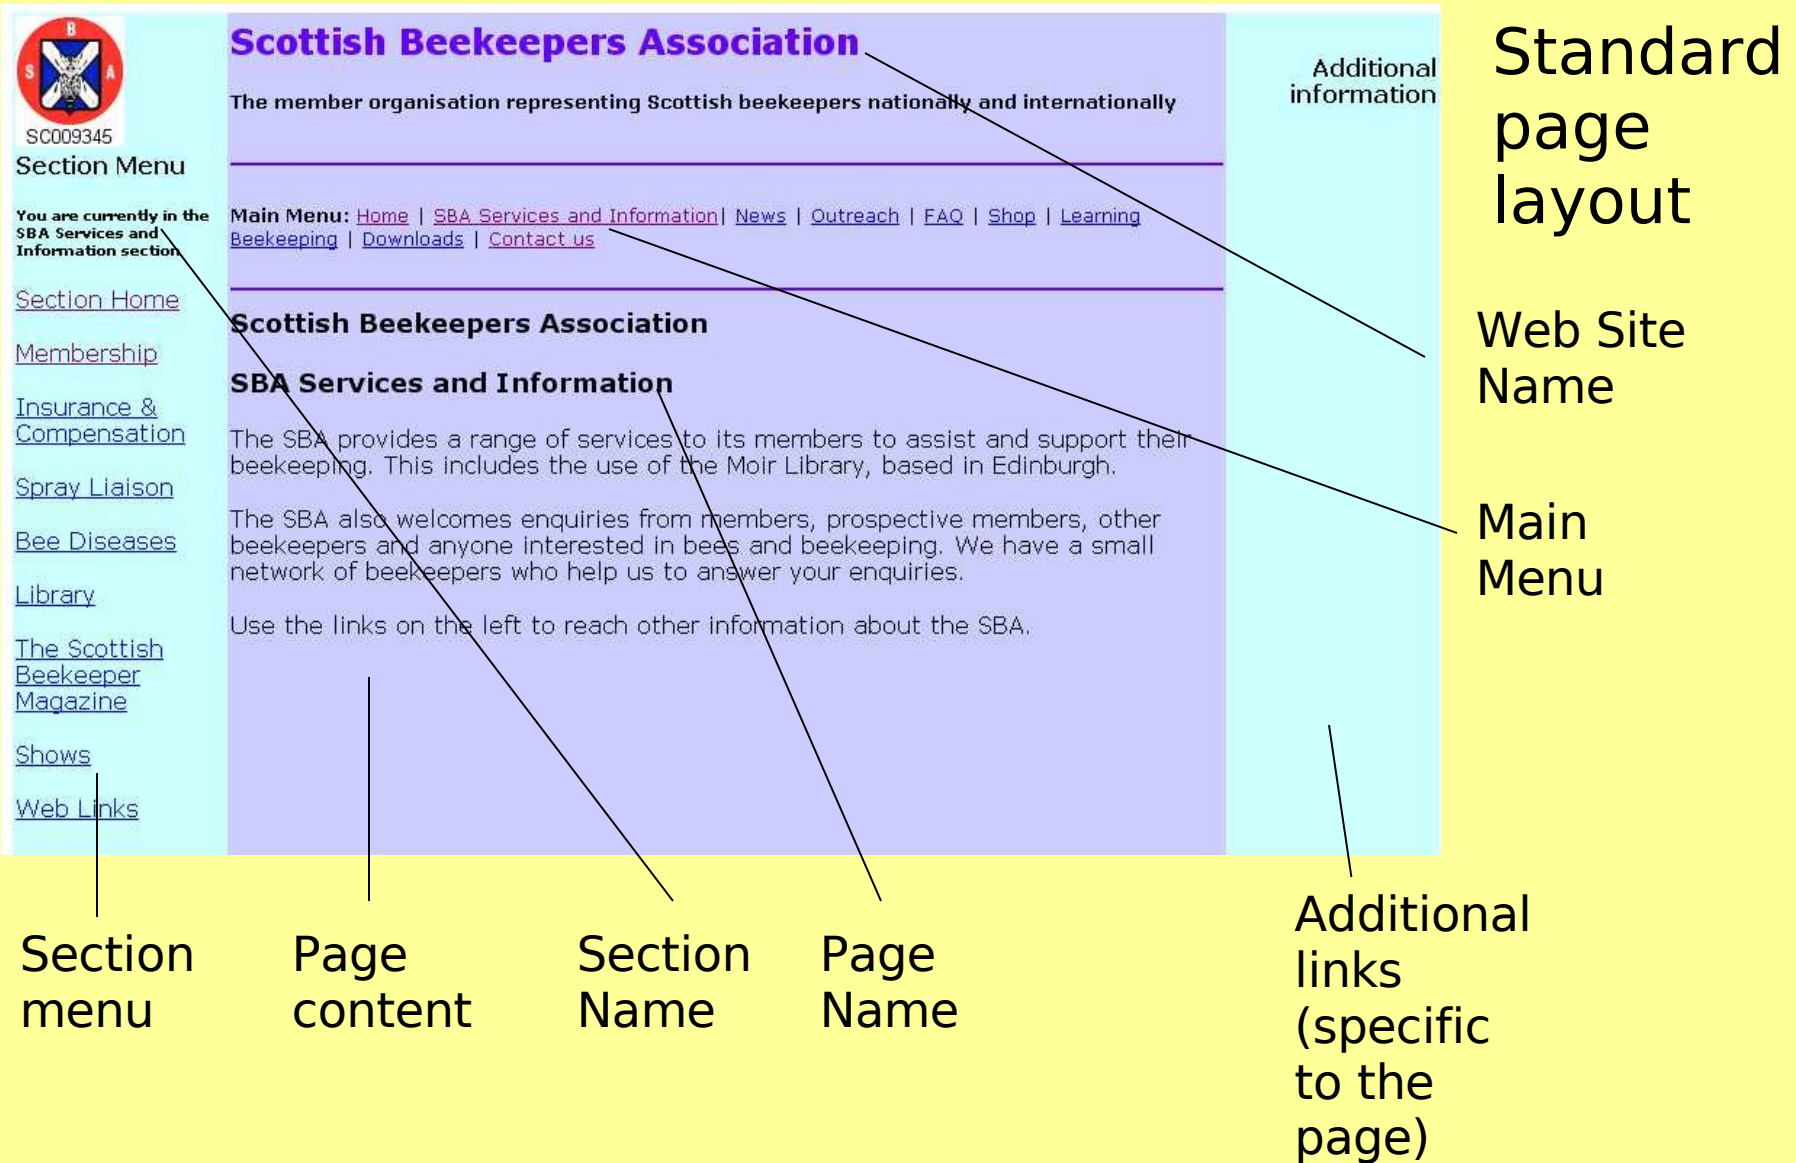 B
S
A
SC009345
Section Menu
You are currently in the
SBA Services and
Information section
Section Home
Membership
Insurance &
Compensation
Spray Liaison
Bee Diseases
Library
The Scottish
Beekeeper
Magazine
Shows
Web Links
Scottish Beekeepers Association
The member organisation representing Scottish beekeepers nationally and internationally
Main Menu: Home | SBA Services and Information| News | Outreach | FAQ | Shop | Learning
Beekeeping | Downloads | Contact us
Scottish Beekeepers Association
SBA Services and Information
The SBA provides a range of services to its members to assist and support their
beekeeping. This includes the use of the Moir Library, based in Edinburgh.
The SBA also welcomes enquiries from members, prospective members, other
beekeepers and anyone interested in bees and beekeeping. We have a small
network of beekeepers who help us to answer your enquiries.
Use the links on the left to reach other information about the SBA.
Additional
information
Standard
page
layout
Web Site
Name
Main
Menu
Section
menu
Page
content
Section
Name
Page
Name
Additional
links
(specific
to the
page)